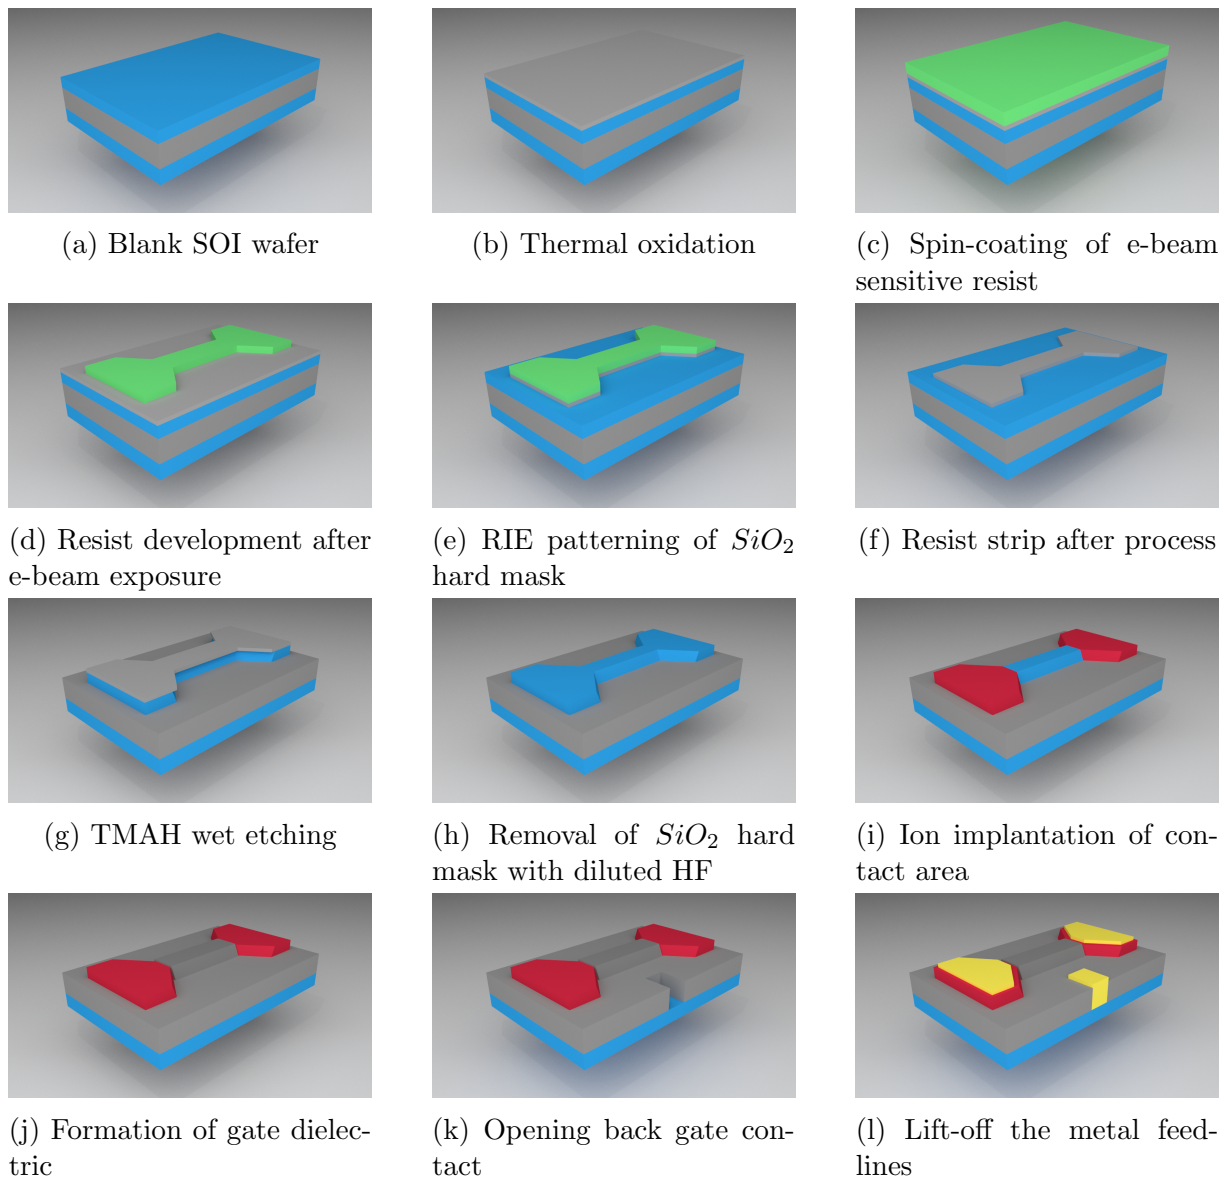 (a) Blank SOI wafer
(b) Thermal oxidation
(c) Spin-coating of e-beam
sensitive resist
(d) Resist development after
e-beam exposure
(e) RIE patterning of SiO₂
hard mask
(f) Resist strip after process
(g) TMAH wet etching
(h) Removal of SiO₂ hard
mask with diluted HF
(i) Ion implantation of con-
tact area
(j) Formation of gate dielec-
tric
(k) Opening back gate con-
tact
(l) Lift-off the metal feed-
lines